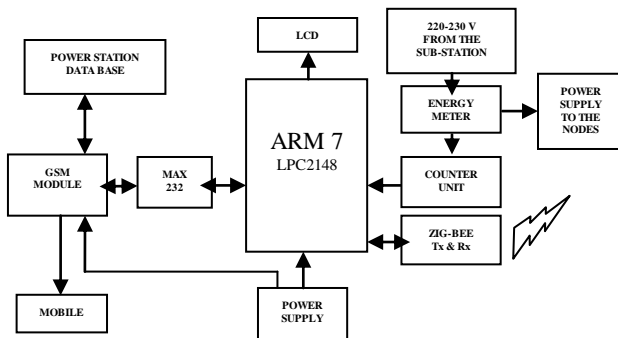 LCD
220-230 V
FROM THE
SUB-STATION
POWER STATION
DATA BASE
POWER
SUPPLY
TO THE
NODES
ENERGY
METER
ARM 7
LPC2148
GSM
MODULE
MAX
232
COUNTER
UNIT
ZIG-BEE
Tx & Rx
MOBILE
POWER
SUPPLY